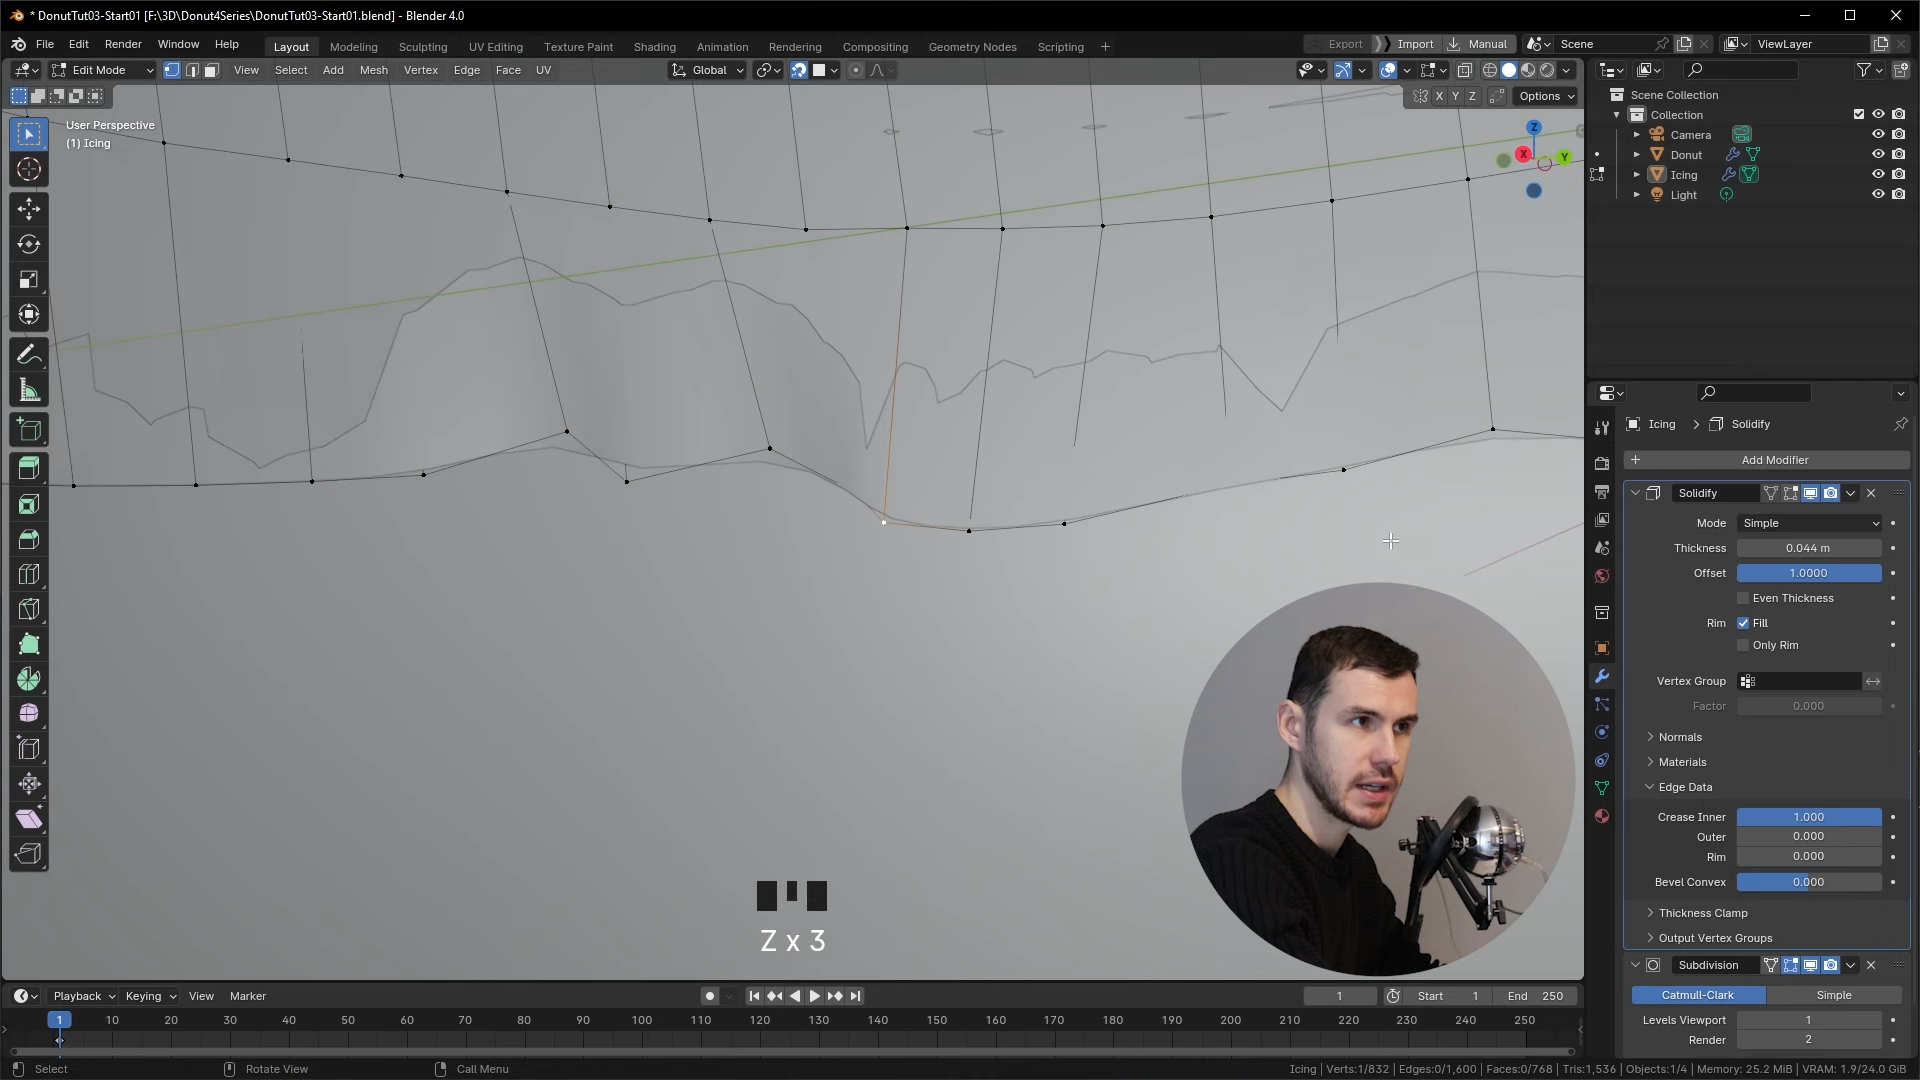 * DonutTut03-Start01 [F:\3D\Donut4Series\DonutTut03-Start01.blend] - Blender 4.0
File Edit Render Window Help Layout Modeling Sculpting UV Editing Texture Paint Shading Animation Rendering Compositing Geometry Nodes Scripting + Export Import Manual Scene ViewLayer
Edit Mode View Select Add Mesh Vertex Edge Face UV Global
X Y Z Options
User Perspective
(1) Icing
Z
X
Y
Scene Collection
Collection
Camera
Donut
Icing
Light
Icing > Solidify
+ Add Modifier
Solidify
Mode Simple
Thickness 0.044 m
Offset 1.0000
Even Thickness
Rim Fill
Only Rim
Vertex Group
Factor 0.000
Normals
Materials
Edge Data
Crease Inner 1.000
Outer 0.000
Rim 0.000
Bevel Convex 0.000
Thickness Clamp
Output Vertex Groups
Subdivision
Catmull-Clark Simple
Levels Viewport 1
Render 2
Z x 3
Playback Keying View Marker 1 Start 1 End 250
1 10 20 30 40 50 60 70 80 90 100 110 120 130 140 150 160 170 180 190 200 210 220 230 240 250
Select Rotate View Call Menu Icing | Verts:1/832 | Edges:0/1,600 | Faces:0/768 | Tris:1,536 | Objects:1/4 | Memory: 25.2 MiB | VRAM: 1.9/24.0 GiB